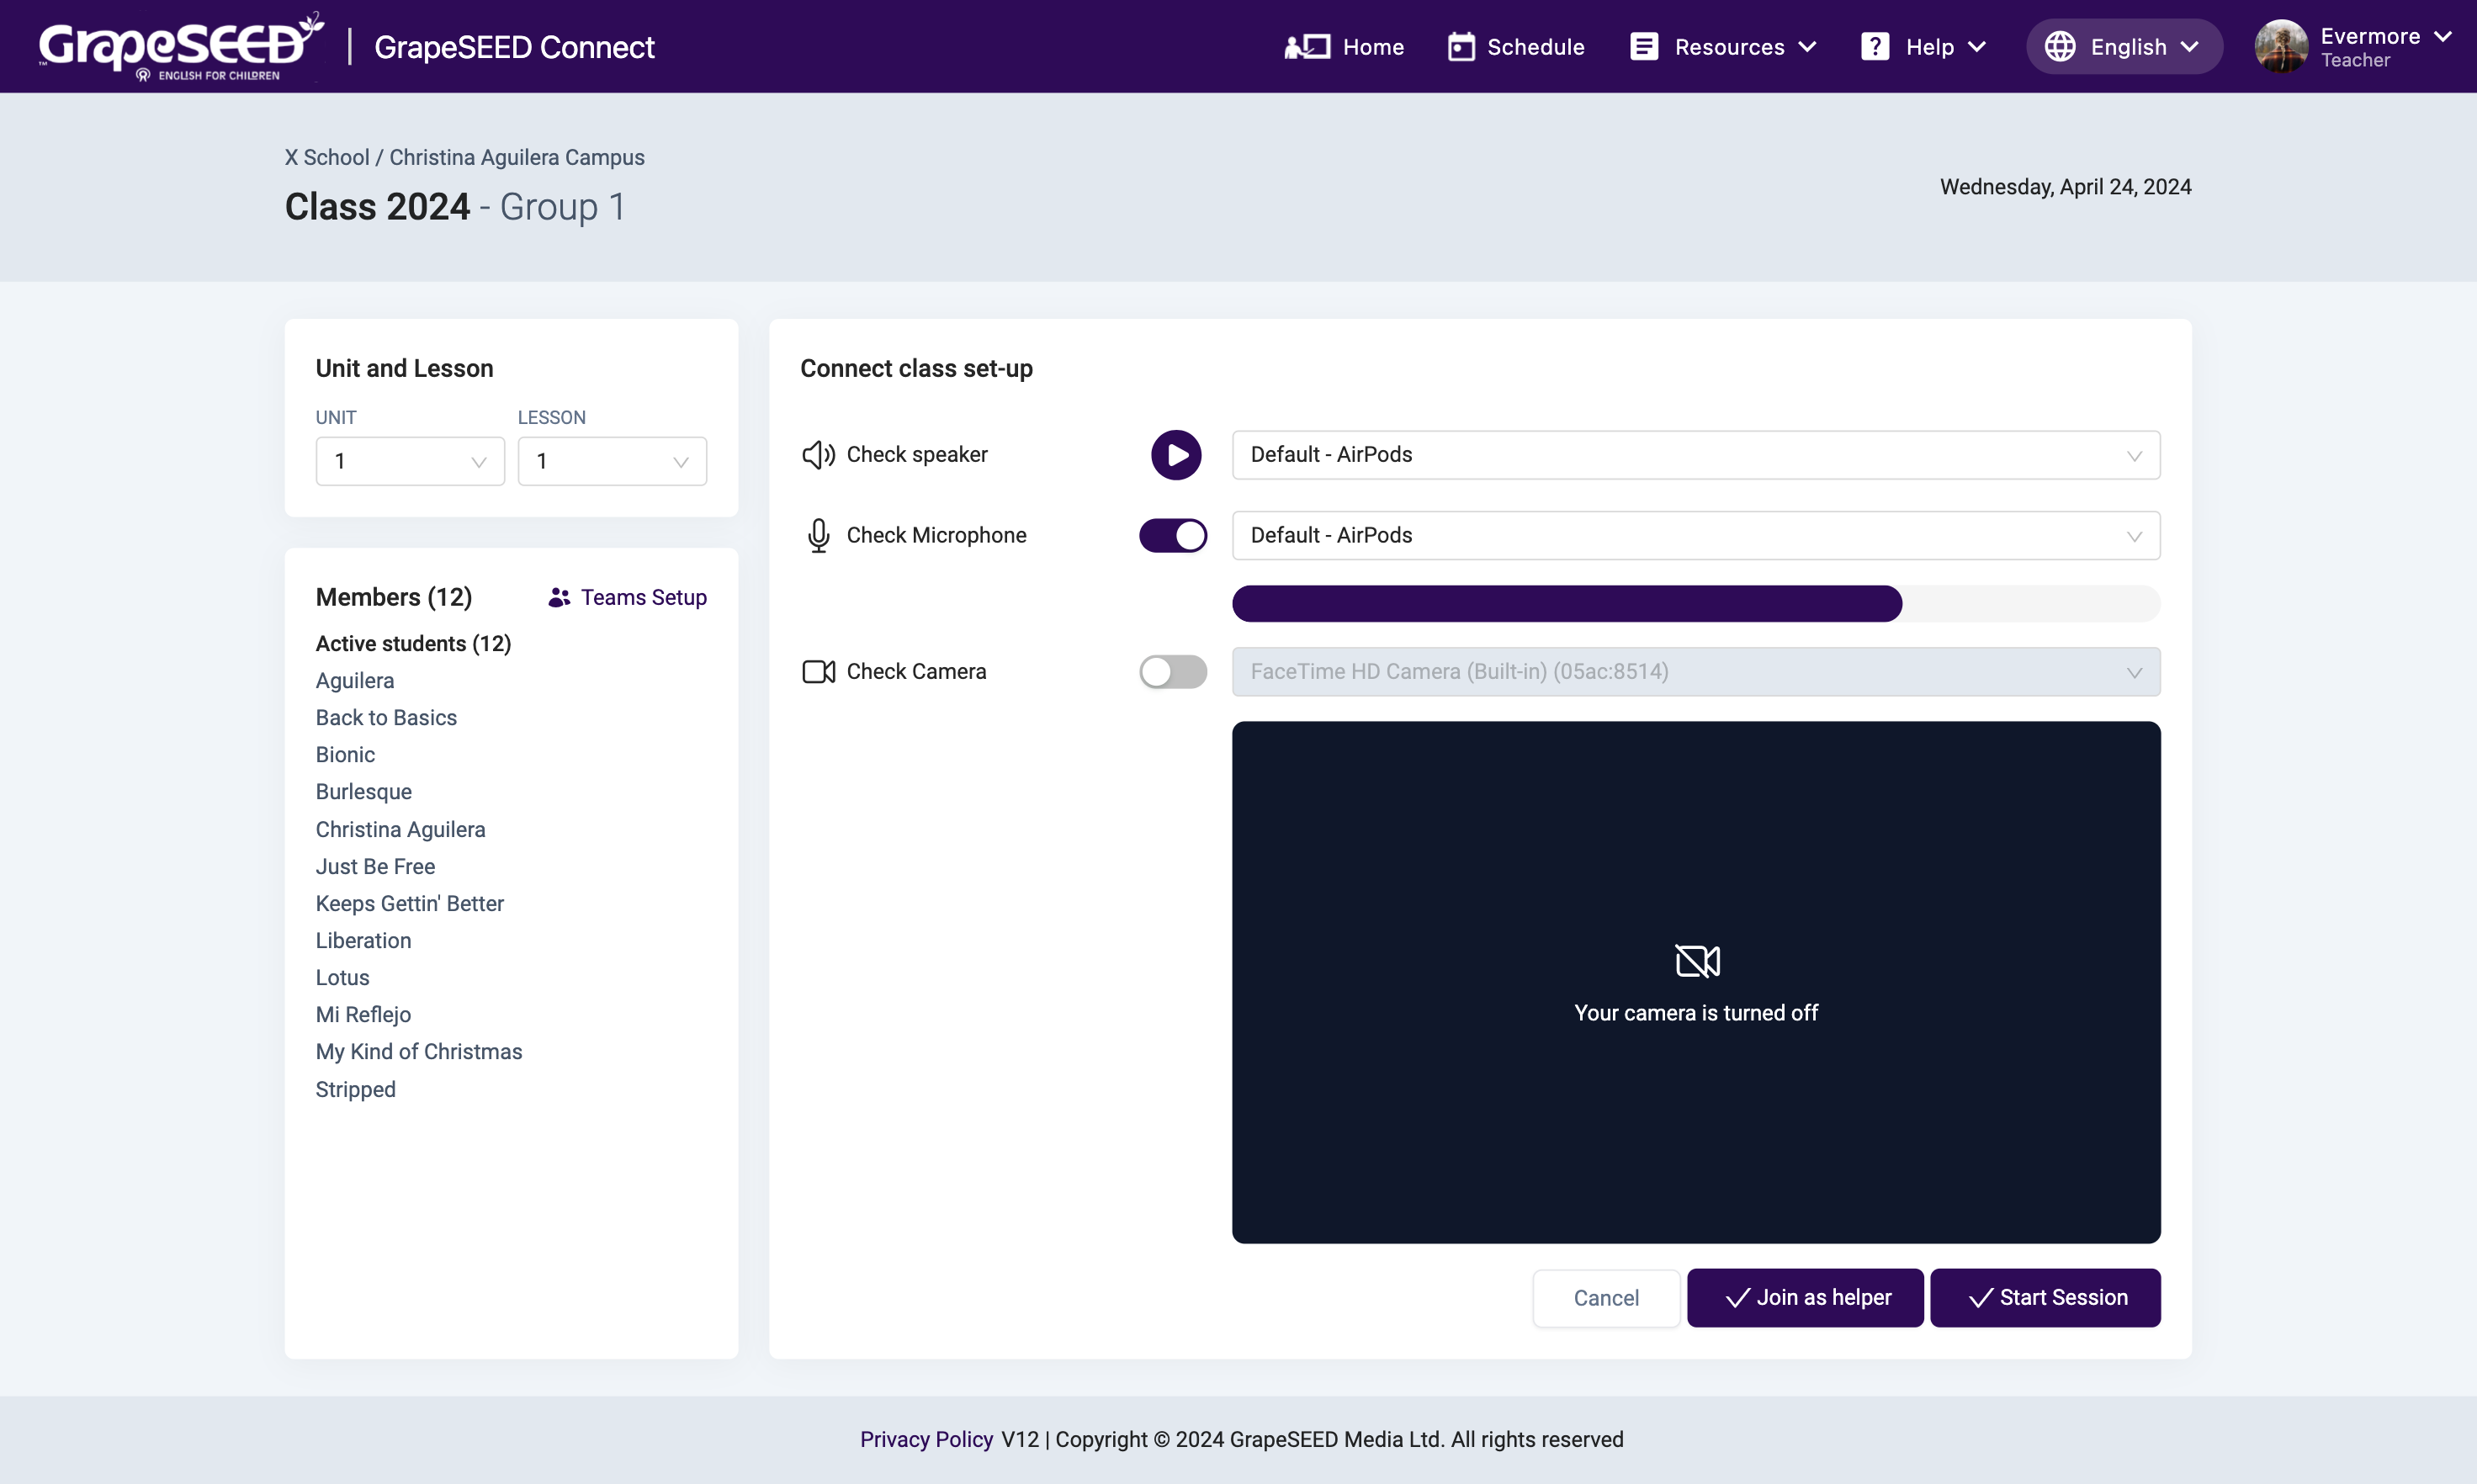 GrapeSEED
™
ENGLISH FOR CHILDREN
GrapeSEED Connect
Home
Schedule
Resources
Help
English
Evermore
Teacher
X School / Christina Aguilera Campus
Class 2024 - Group 1
Wednesday, April 24, 2024
Unit and Lesson
UNIT
LESSON
1
1
Members (12)
Teams Setup
Active students (12)
Aguilera
Back to Basics
Bionic
Burlesque
Christina Aguilera
Just Be Free
Keeps Gettin' Better
Liberation
Lotus
Mi Reflejo
My Kind of Christmas
Stripped
Connect class set-up
Check speaker
Default - AirPods
Check Microphone
Default - AirPods
Check Camera
FaceTime HD Camera (Built-in) (05ac:8514)
Your camera is turned off
Cancel
Join as helper
Start Session
Privacy Policy V12 | Copyright © 2024 GrapeSEED Media Ltd. All rights reserved